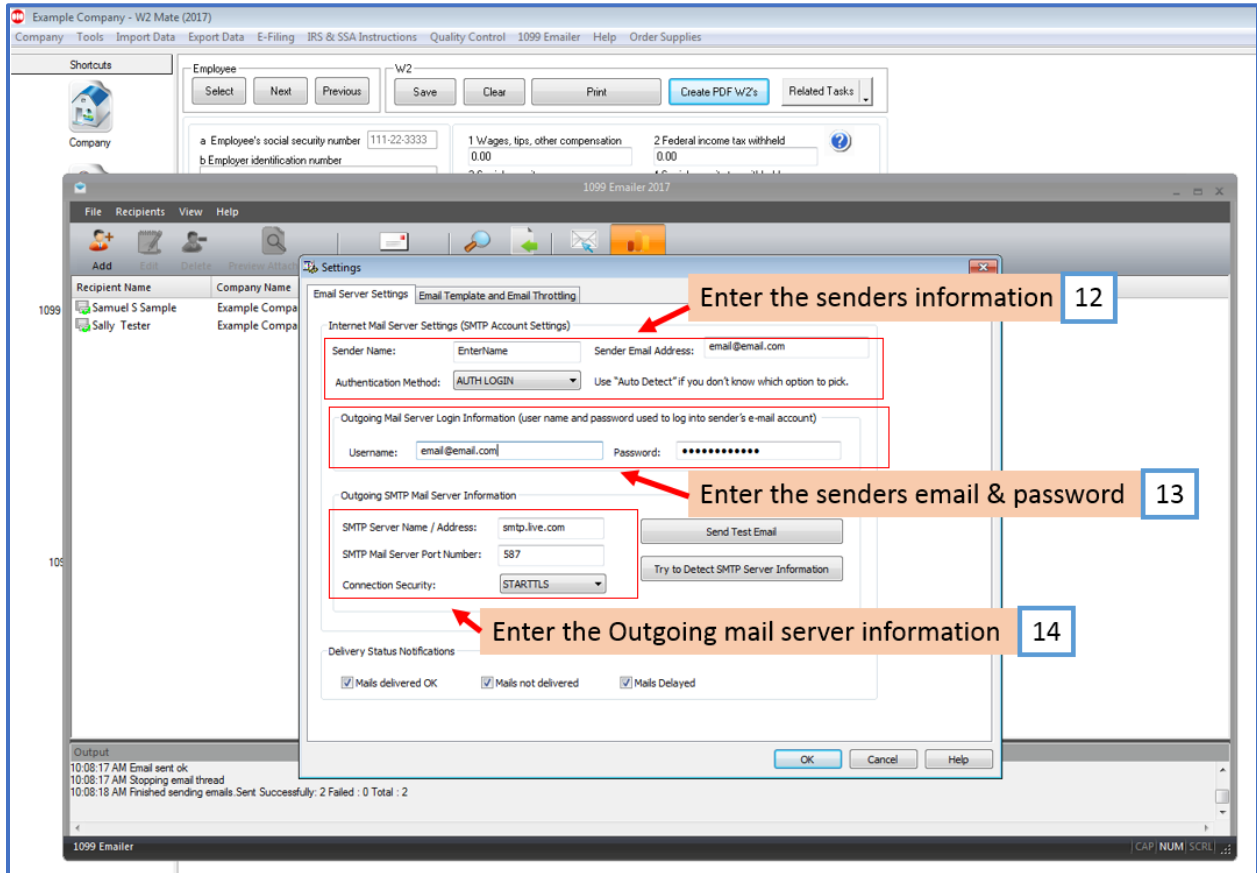 Example Company - W2 Mate (2017)
Company Tools Import Data Export Data E-Filing IRS & SSA Instructions Quality Control 1099 Emailer Help Order Supplies
Shortcuts
Company
Employee
Select Next Previous
W2
Save Clear Print Create PDF W2's Related Tasks
a Employee's social security number 111-22-3333
b Employer identification number
1 Wages, tips, other compensation
0.00
2 Federal income tax withheld
0.00
1099 Emailer 2017
File Recipients View Help
Add Edit Delete Preview Attach
Recipient Name Company Name
Samuel S Sample Example Compa
Sally Tester Example Compa
1099
109
Settings
Email Server Settings Email Template and Email Throttling
Internet Mail Server Settings (SMTP Account Settings)
Sender Name: EnterName Sender Email Address: email@email.com
Authentication Method: AUTH LOGIN Use "Auto Detect" if you don't know which option to pick.
Enter the senders information 12
Outgoing Mail Server Login Information (user name and password used to log into sender's e-mail account)
Username: email@email.com Password: ••••••••••••
Enter the senders email & password 13
Outgoing SMTP Mail Server Information
SMTP Server Name / Address: smtp.live.com Send Test Email
SMTP Mail Server Port Number: 587
Try to Detect SMTP Server Information
Connection Security: STARTTLS
Enter the Outgoing mail server information 14
Delivery Status Notifications
Mails delivered OK Mails not delivered Mails Delayed
OK Cancel Help
Output
10:08:17 AM Email sent ok
10:08:17 AM Stopping email thread
10:08:18 AM Finished sending emails.Sent Successfully: 2 Failed : 0 Total : 2
1099 Emailer CAP NUM SCRL